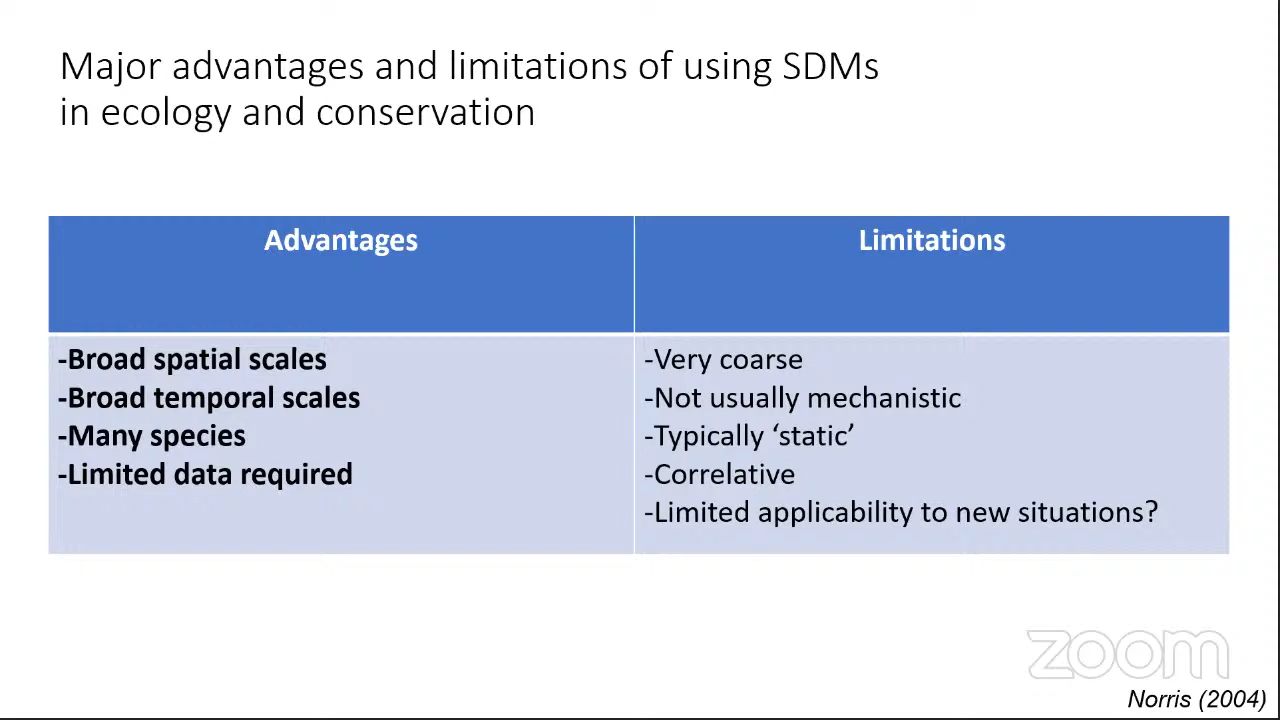 Major advantages and limitations of using SDMs
in ecology and conservation
Advantages
Limitations
-Broad spatial scales
-Broad temporal scales
-Many species
-Limited data required
-Very coarse
-Not usually mechanistic
-Typically ‘static’
-Correlative
-Limited applicability to new situations?
zoom
Norris (2004)